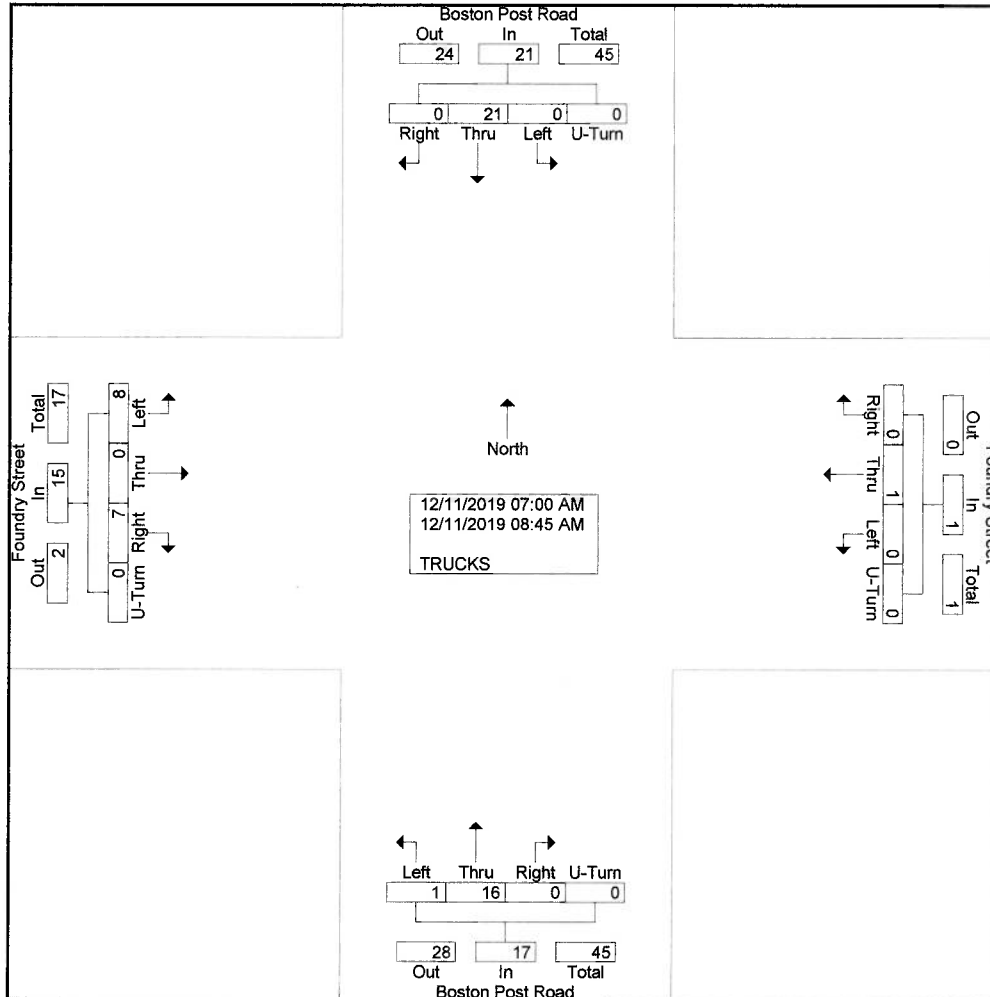 Boston Post Road
Out In Total
24 21 45
0 21 0 0
Right Thru Left U-Turn
Foundry Street
Total In Out
17 15 2
8 0 7 0
Left Thru Right U-Turn
North
12/11/2019 07:00 AM
12/11/2019 08:45 AM
TRUCKS
Right Thru Left U-Turn
0 1 0 0
Out In Total
0 1 1
Street
Left Thru Right U-Turn
1 16 0 0
28 17 45
Out In Total
Boston Post Road